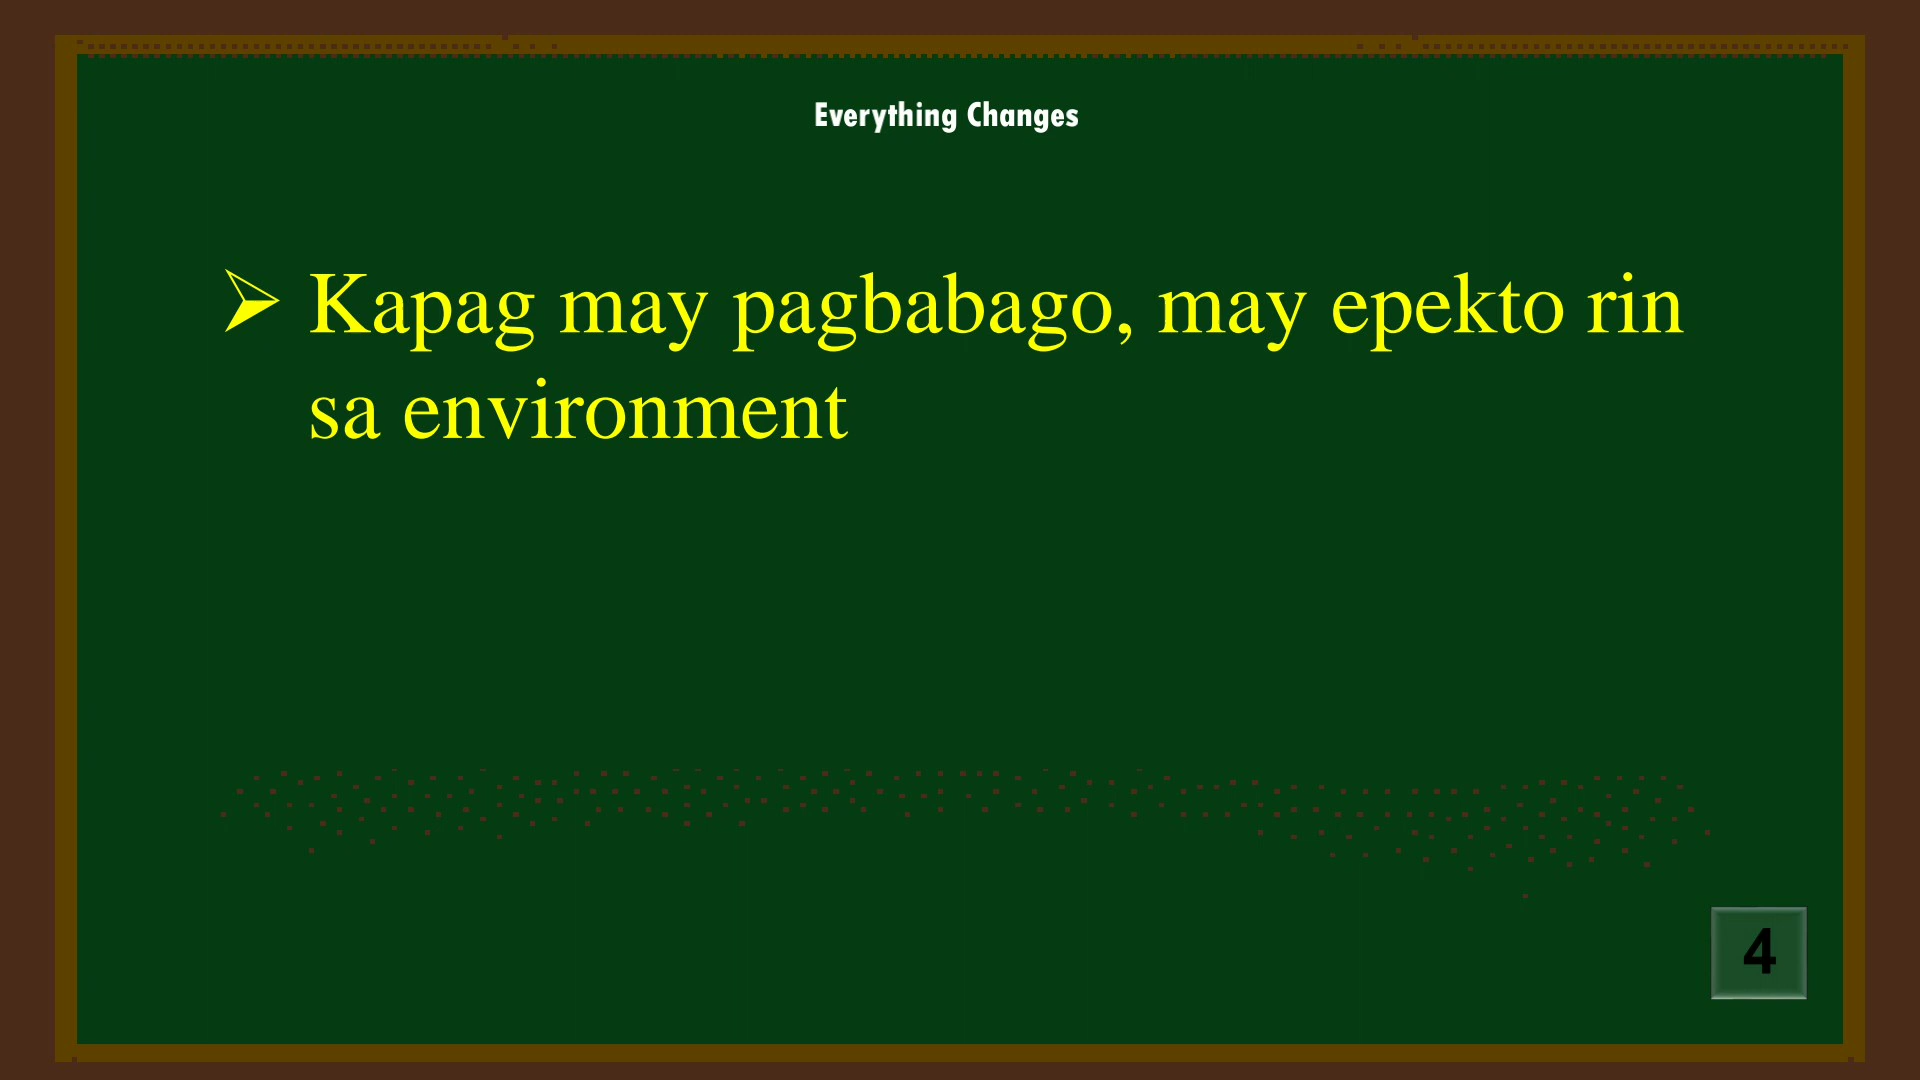 Everything Changes
➢ Kapag may pagbabago, may epekto rin
sa environment
4